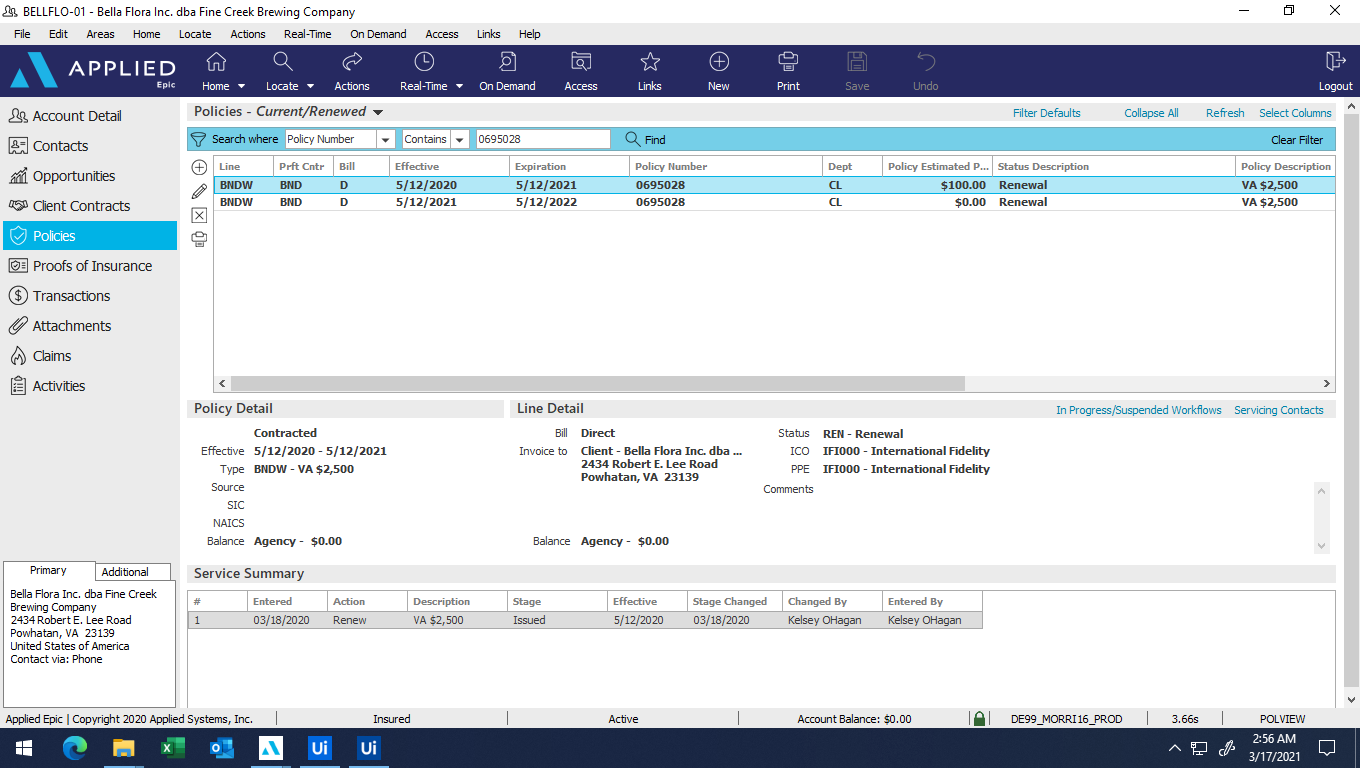 BELLFLO-01 - Bella Flora Inc. dba Fine Creek Brewing Company
File Edit Areas Home Locate Actions Real-Time On Demand Access Links Help
APPLIED
Epic
Home Locate Actions Real-Time On Demand Access Links New Print Save Undo Logout
Account Detail
Contacts
Opportunities
Client Contracts
Policies
Proofs of Insurance
Transactions
Attachments
Claims
Activities
Policies - Current/Renewed Filter Defaults Collapse All Refresh Select Columns
Search where Policy Number Contains 0695028 Find Clear Filter
Line Prft Cntr Bill Effective Expiration Policy Number Dept Policy Estimated P... Status Description Policy Description
BNDW BND D 5/12/2020 5/12/2021 0695028 CL $100.00 Renewal VA $2,500
BNDW BND D 5/12/2021 5/12/2022 0695028 CL $0.00 Renewal VA $2,500
Policy Detail
Contracted
Effective 5/12/2020 - 5/12/2021
Type BNDW - VA $2,500
Source
SIC
NAICS
Balance Agency - $0.00
Line Detail In Progress/Suspended Workflows Servicing Contacts
Bill Direct
Invoice to Client - Bella Flora Inc. dba ...
2434 Robert E. Lee Road
Powhatan, VA 23139
Balance Agency - $0.00
Status REN - Renewal
ICO IFI000 - International Fidelity
PPE IFI000 - International Fidelity
Comments
Service Summary
# Entered Action Description Stage Effective Stage Changed Changed By Entered By
1 03/18/2020 Renew VA $2,500 Issued 5/12/2020 03/18/2020 Kelsey OHagan Kelsey OHagan
Primary Additional
Bella Flora Inc. dba Fine Creek
Brewing Company
2434 Robert E. Lee Road
Powhatan, VA 23139
United States of America
Contact via: Phone
Applied Epic | Copyright 2020 Applied Systems, Inc. Insured Active Account Balance: $0.00 DE99_MORRI16_PROD 3.66s POLVIEW
Ui Ui
2:56 AM
3/17/2021